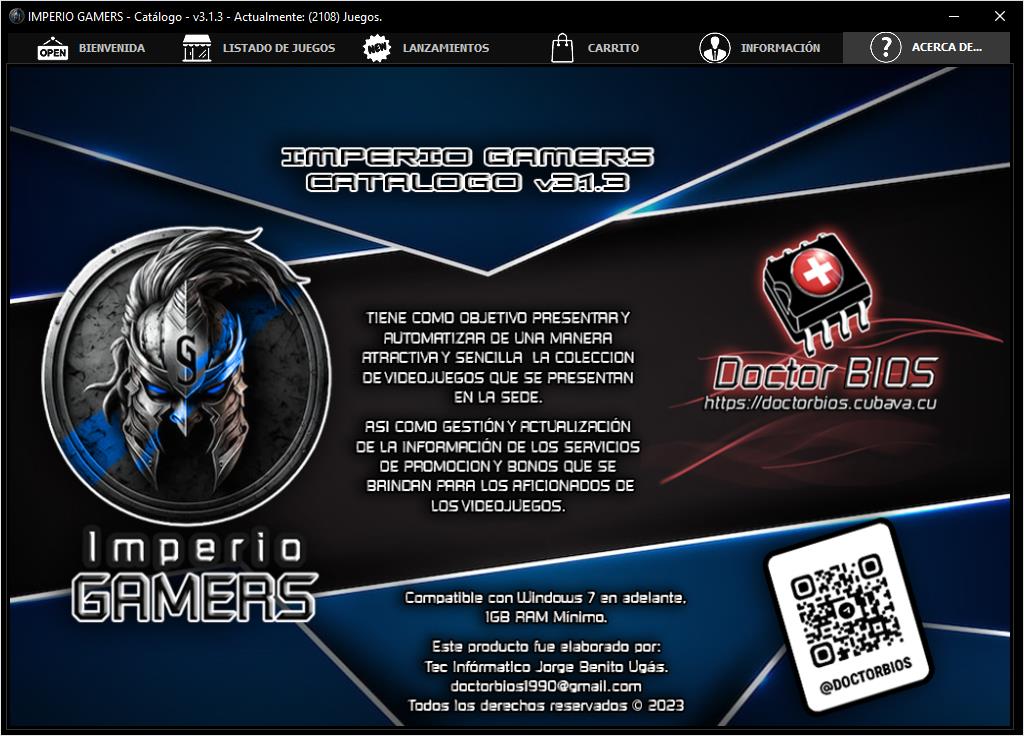 IMPERIO GAMERS - Catálogo - v3.1.3 - Actualmente: (2108) Juegos.
OPEN BIENVENIDA
LISTADO DE JUEGOS
NEW LANZAMIENTOS
CARRITO
INFORMACIÓN
? ACERCA DE...
IMPERIO GAMERS
CATALOGO v3.1.3
TIENE COMO OBJETIVO PRESENTAR Y
AUTOMATIZAR DE UNA MANERA
ATRACTIVA Y SENCILLA LA COLECCION
DE VIDEOJUEGOS QUE SE PRESENTAN
EN LA SEDE.
ASI COMO GESTIÓN Y ACTUALIZACIÓN
DE LA INFORMACIÓN DE LOS SERVICIOS
DE PROMOCION Y BONOS QUE SE
BRINDAN PARA LOS AFICIONADOS DE
LOS VIDEOJUEGOS.
Doctor BIOS
https://doctorbios.cubava.cu
Imperio
GAMERS
Compatible con Windows 7 en adelante,
1GB RAM Mínimo.
Este producto fue elaborado por:
Tec Infórmatico Jorge Benito Ugás.
doctorbios1990@gmail.com
Todos los derechos reservados © 2023
@DOCTORBIOS